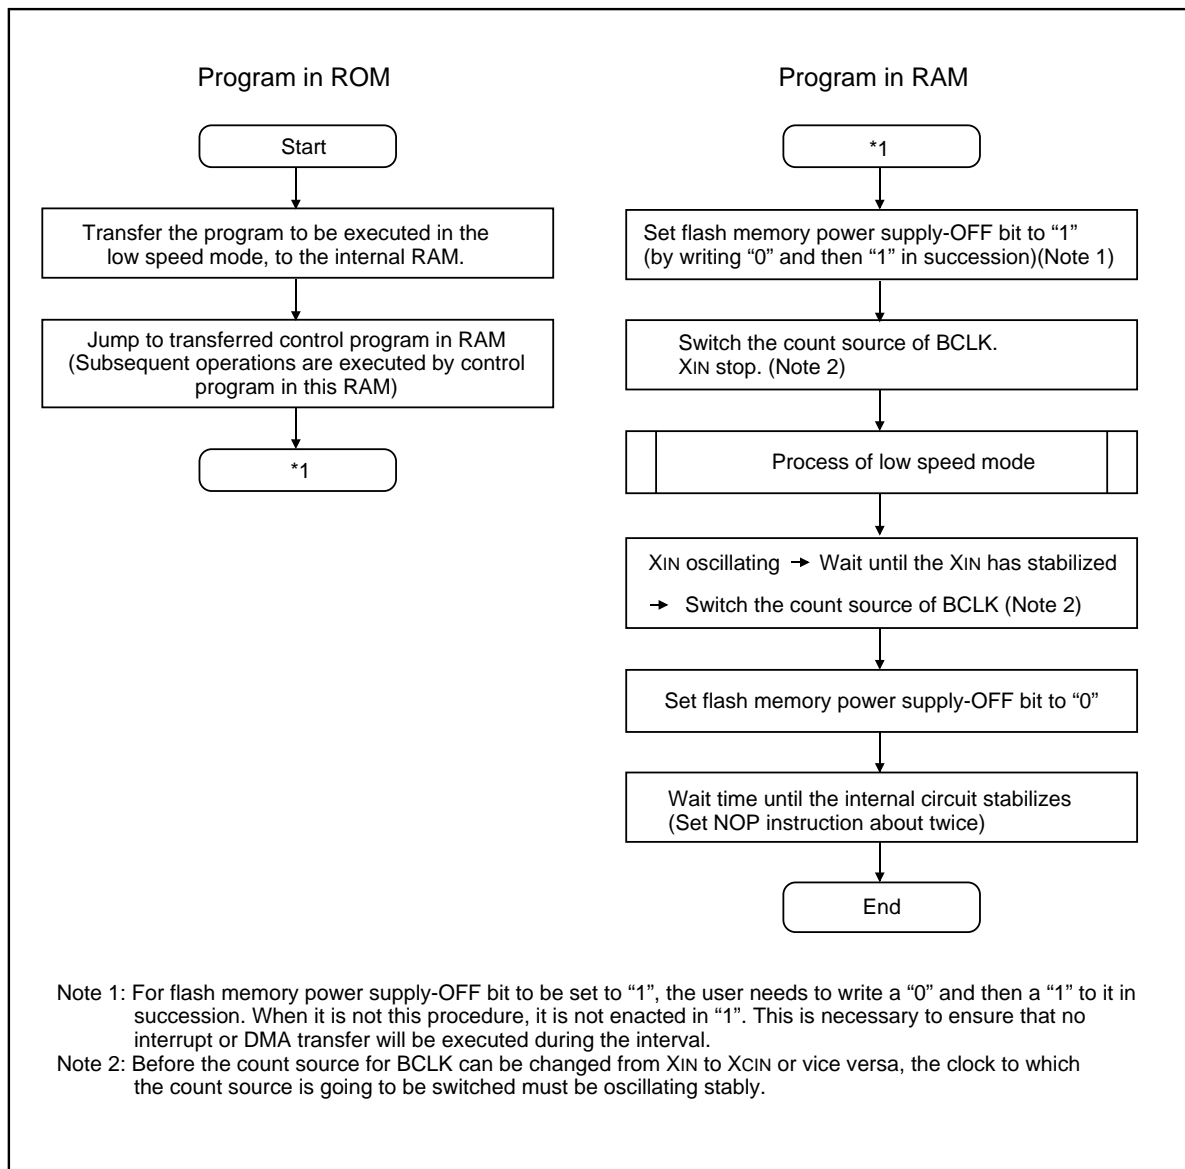 Program in ROM
Start
Transfer the program to be executed in the
low speed mode, to the internal RAM.
Jump to transferred control program in RAM
(Subsequent operations are executed by control
program in this RAM)
*1
Program in RAM
*1
Set flash memory power supply-OFF bit to “1”
(by writing “0” and then “1” in succession)(Note 1)
Switch the count source of BCLK.
XIN stop. (Note 2)
Process of low speed mode
XIN oscillating → Wait until the XIN has stabilized
→ Switch the count source of BCLK (Note 2)
Set flash memory power supply-OFF bit to “0”
Wait time until the internal circuit stabilizes
(Set NOP instruction about twice)
End
Note 1: For flash memory power supply-OFF bit to be set to “1”, the user needs to write a “0” and then a “1” to it in
succession. When it is not this procedure, it is not enacted in “1”. This is necessary to ensure that no
interrupt or DMA transfer will be executed during the interval.
Note 2: Before the count source for BCLK can be changed from XIN to XCIN or vice versa, the clock to which
the count source is going to be switched must be oscillating stably.